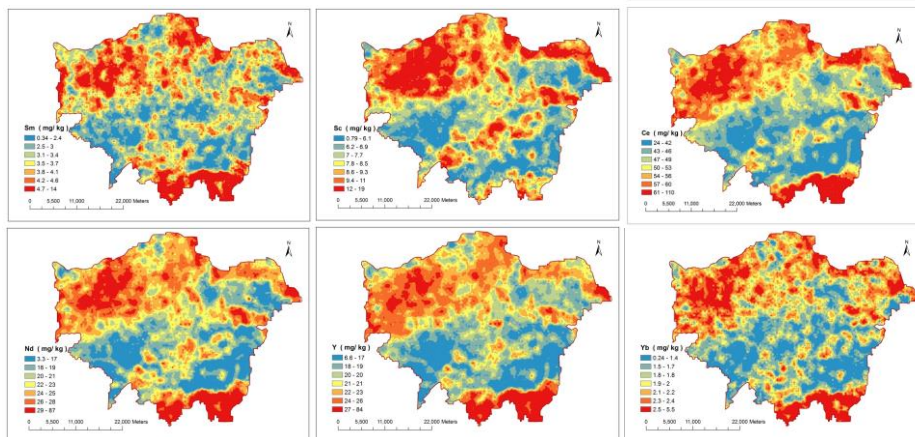 N
Sm ( mg/ kg)
0.34 - 2.4
2.5 - 3
3.1 - 3.4
3.5 - 3.7
3.8 - 4.1
4.2 - 4.6
4.7 - 14
0 5,500 11,000 22,000 Meters
N
Sc ( mg/ kg)
0.79 - 6.1
6.2 - 6.9
7 - 7.7
7.8 - 8.5
8.6 - 9.3
9.4 - 11
12 - 19
0 5,500 11,000 22,000 Meters
N
Ce ( mg/ kg)
24 - 42
43 - 46
47 - 49
50 - 53
54 - 56
57 - 60
61 - 110
0 5,500 11,000 22,000 Meters
N
Nd ( mg/ kg)
3.3 - 17
18 - 19
20 - 21
22 - 23
24 - 25
26 - 28
29 - 87
0 5,500 11,000 22,000 Meters
N
Y ( mg/ kg)
6.6 - 17
18 - 19
20 - 20
21 - 21
22 - 23
24 - 26
27 - 84
0 5,500 11,000 22,000 Meters
N
Yb ( mg/ kg)
0.24 - 1.4
1.5 - 1.7
1.8 - 1.8
1.9 - 2
2.1 - 2.2
2.3 - 2.4
2.5 - 5.5
0 5,500 11,000 22,000 Meters